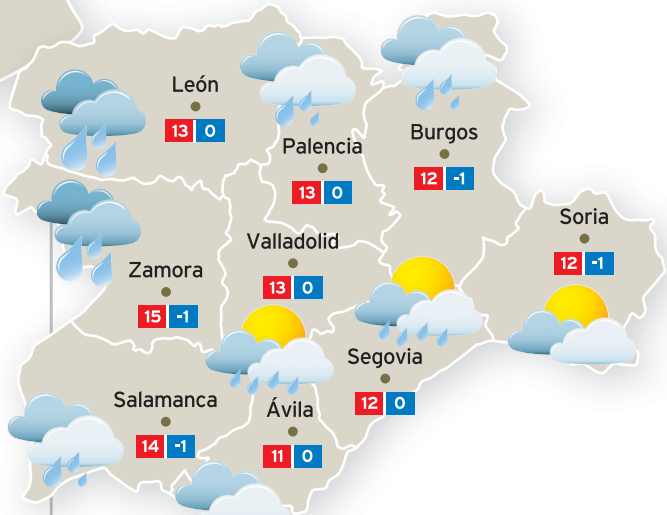 León
13 0
Palencia
13 0
Burgos
12 -1
Soria
12 -1
Zamora
15 -1
Valladolid
13 0
Segovia
12 0
Salamanca
14 -1
Ávila
11 0